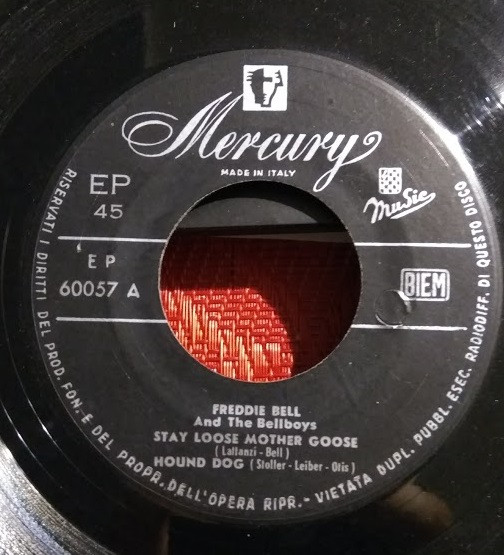 Mercury
MADE IN ITALY
EP
45
Music
EP
60057 A
BIEM
FREDDIE BELL
And The Bellboys
STAY LOOSE MOTHER GOOSE
(Lattanzi - Bell)
HOUND DOG (Stoller - Leiber - Otis)
RISERVATI I DIRITTI DEL PROD. FON. E DEL PROPR. DELL'ÓPERA RIPR. - VIETATA DUPL. PUBBL. ESEC. RADIODIFF. DI QUESTO DISCO